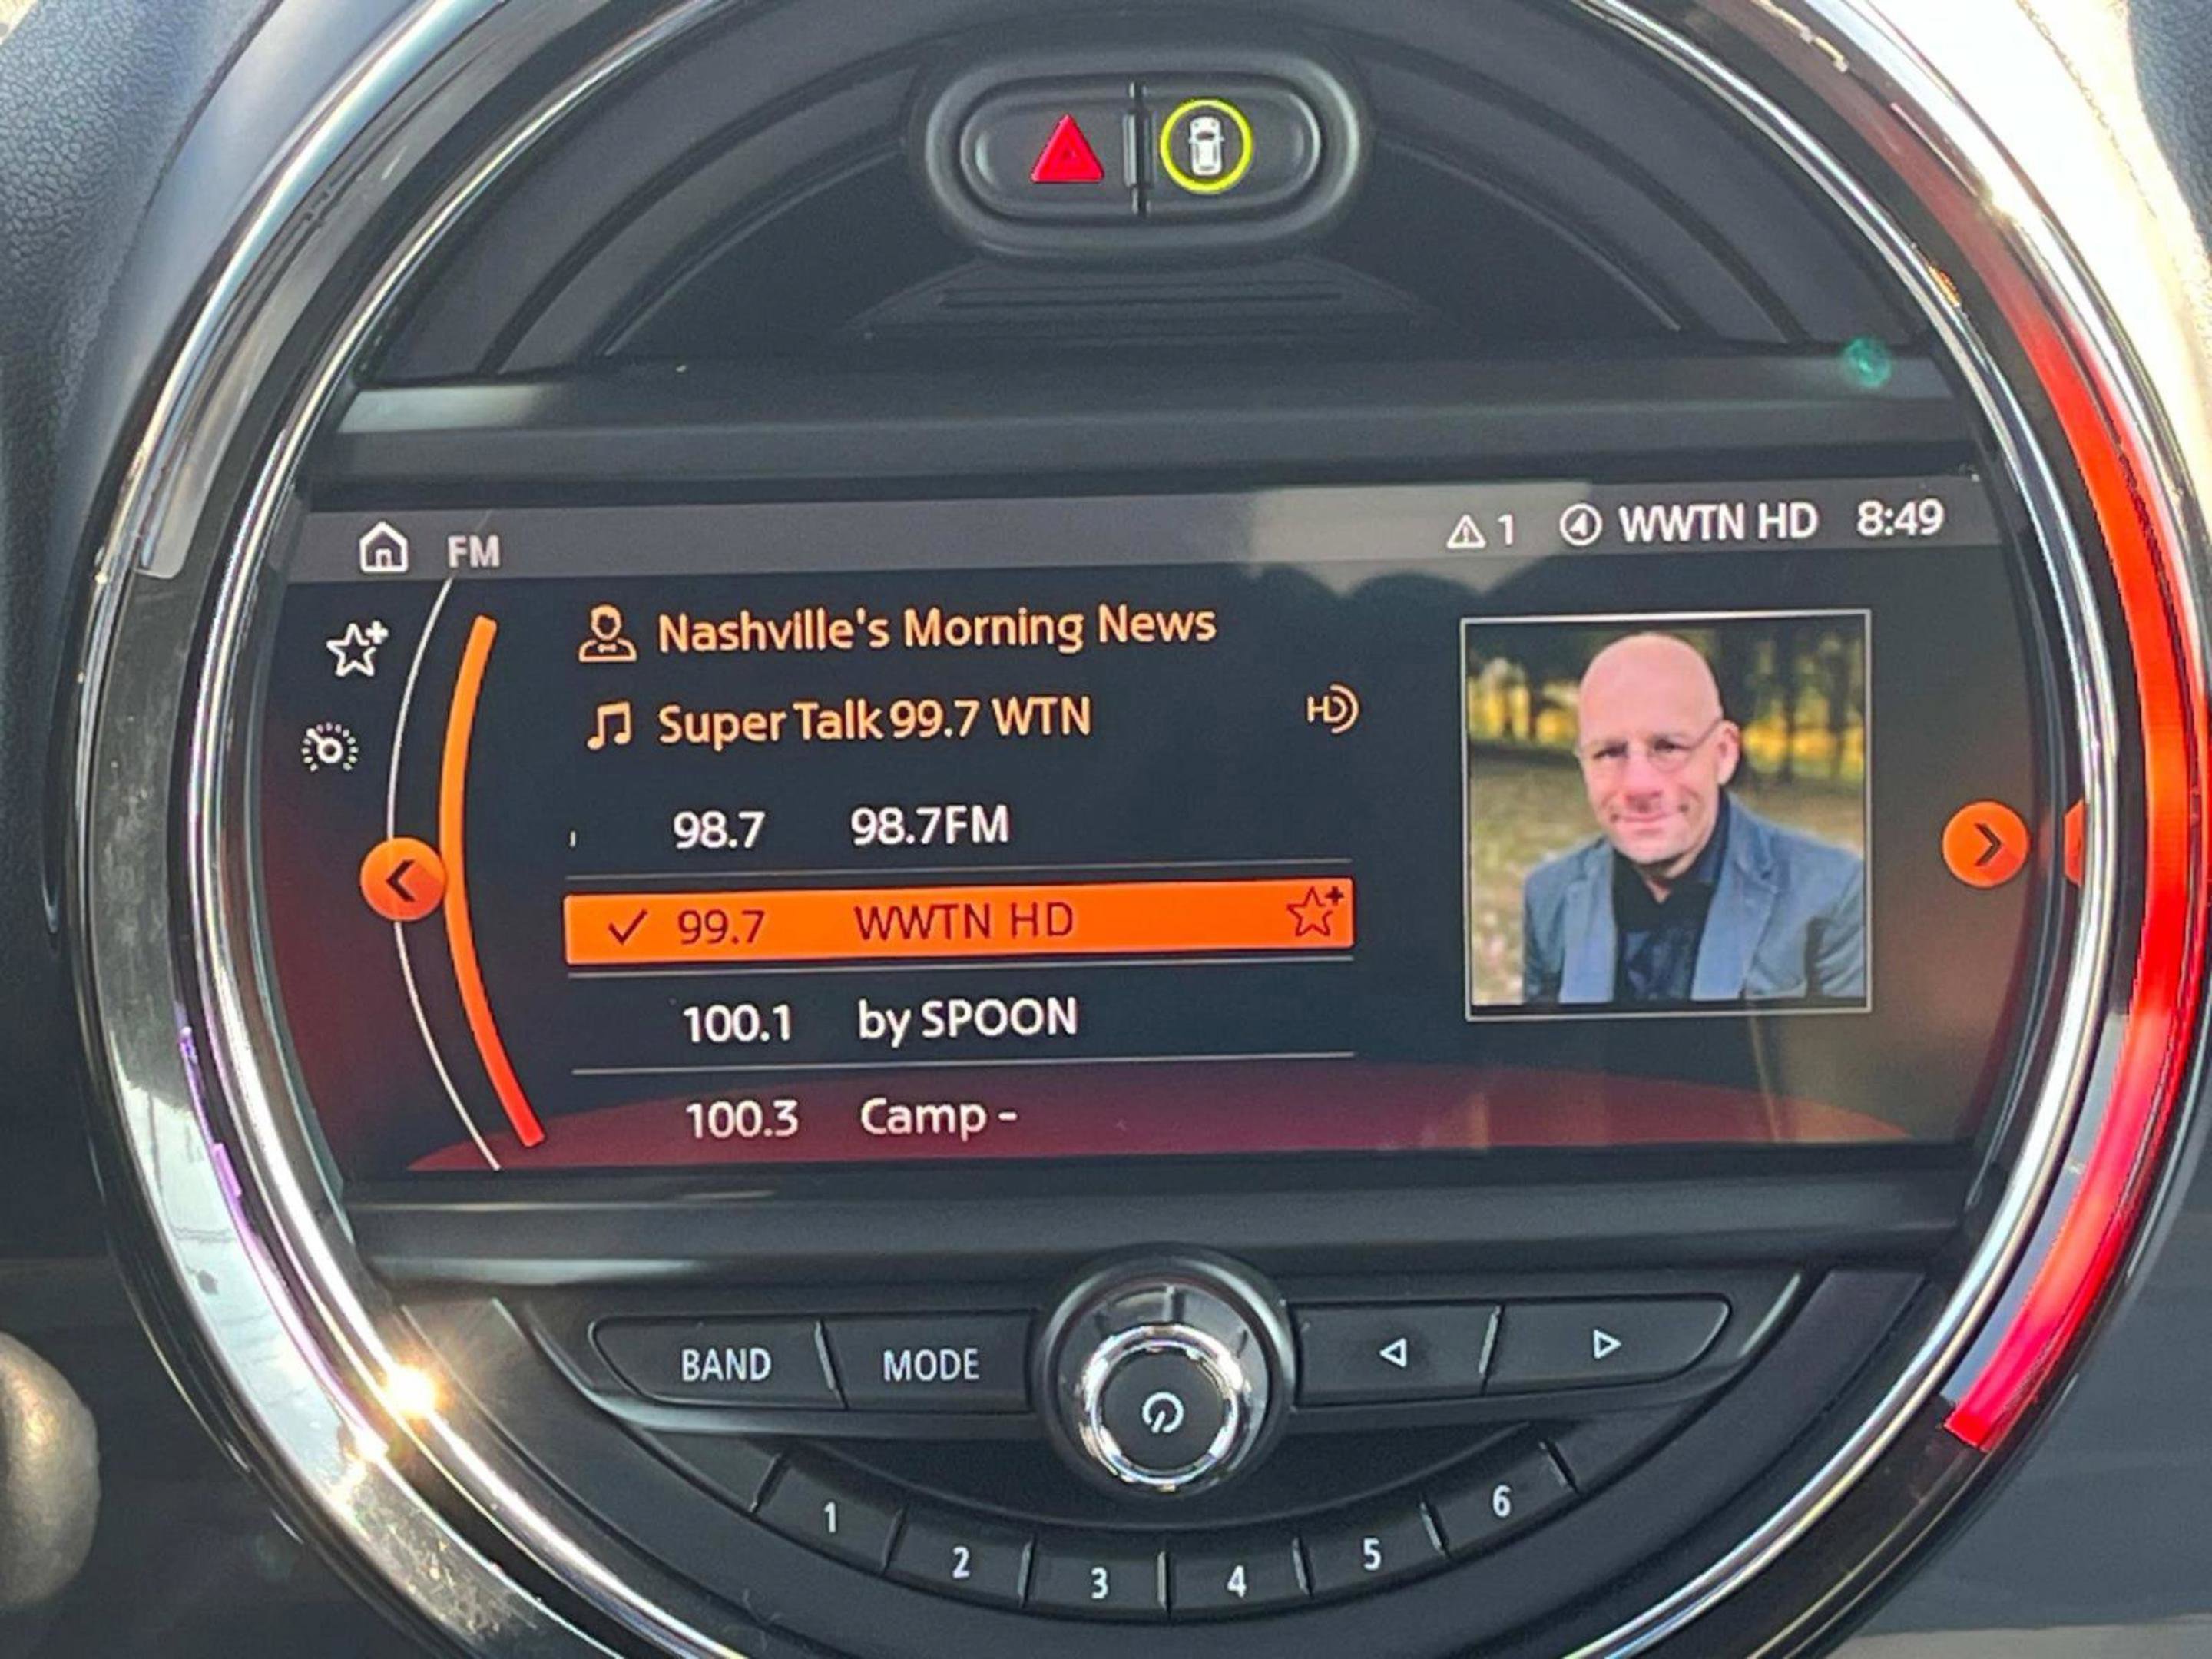 FM
1 WWTN HD 8:49
Nashville's Morning News
Super Talk 99.7 WTN
HD
98.7 98.7FM
99.7 WWTN HD
100.1 by SPOON
100.3 Camp -
BAND MODE
1 2 3 4 5 6